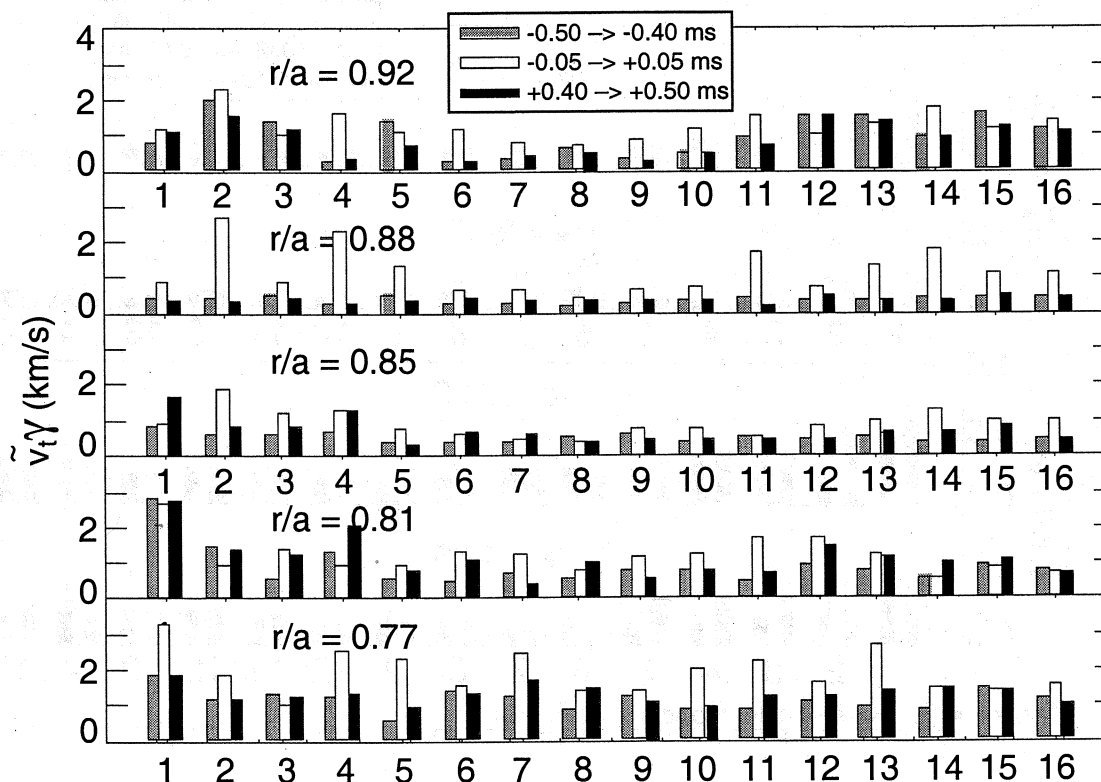 -0.50 –> -0.40 ms
-0.05 –> +0.05 ms
+0.40 –> +0.50 ms
4
r/a = 0.92
2
0
1 2 3 4 5 6 7 8 9 10 11 12 13 14 15 16
r/a = 0.88
2
0
ṽₜγ (km/s)
r/a = 0.85
2
0
1 2 3 4 5 6 7 8 9 10 11 12 13 14 15 16
r/a = 0.81
2
0
r/a = 0.77
2
0
1 2 3 4 5 6 7 8 9 10 11 12 13 14 15 16